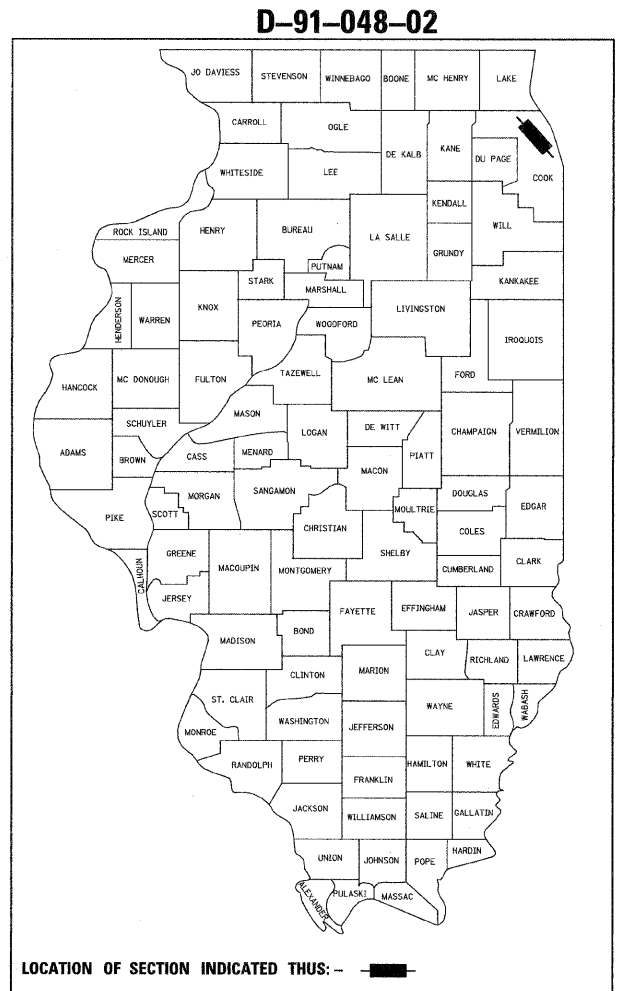 D-91-048-02
JO DAVIESS STEVENSON WINNEBAGO BOONE MC HENRY LAKE
CARROLL OGLE
DE KALB KANE DU PAGE COOK
WHITESIDE LEE
KENDALL
ROCK ISLAND HENRY BUREAU LA SALLE WILL
MERCER PUTNAM GRUNDY
STARK MARSHALL KANKAKEE
HENDERSON WARREN KNOX PEORIA WOODFORD LIVINGSTON IROQUOIS
HANCOCK MC DONOUGH FULTON TAZEWELL MC LEAN FORD
MASON
SCHUYLER LOGAN DE WITT CHAMPAIGN VERMILION
ADAMS BROWN CASS MENARD MACON PIATT
MORGAN SANGAMON DOUGLAS EDGAR
PIKE SCOTT CHRISTIAN MOULTRIE
COLES
GREENE MACOUPIN MONTGOMERY SHELBY CLARK
CALHOUN CUMBERLAND
JERSEY FAYETTE EFFINGHAM JASPER CRAWFORD
MADISON BOND
CLAY RICHLAND LAWRENCE
CLINTON MARION
ST. CLAIR WAYNE EDWARDS WABASH
WASHINGTON JEFFERSON
MONROE
RANDOLPH PERRY HAMILTON WHITE
FRANKLIN
JACKSON WILLIAMSON SALINE GALLATIN
HARDIN
UNION JOHNSON POPE
ALEXANDER PULASKI MASSAC
LOCATION OF SECTION INDICATED THUS: -